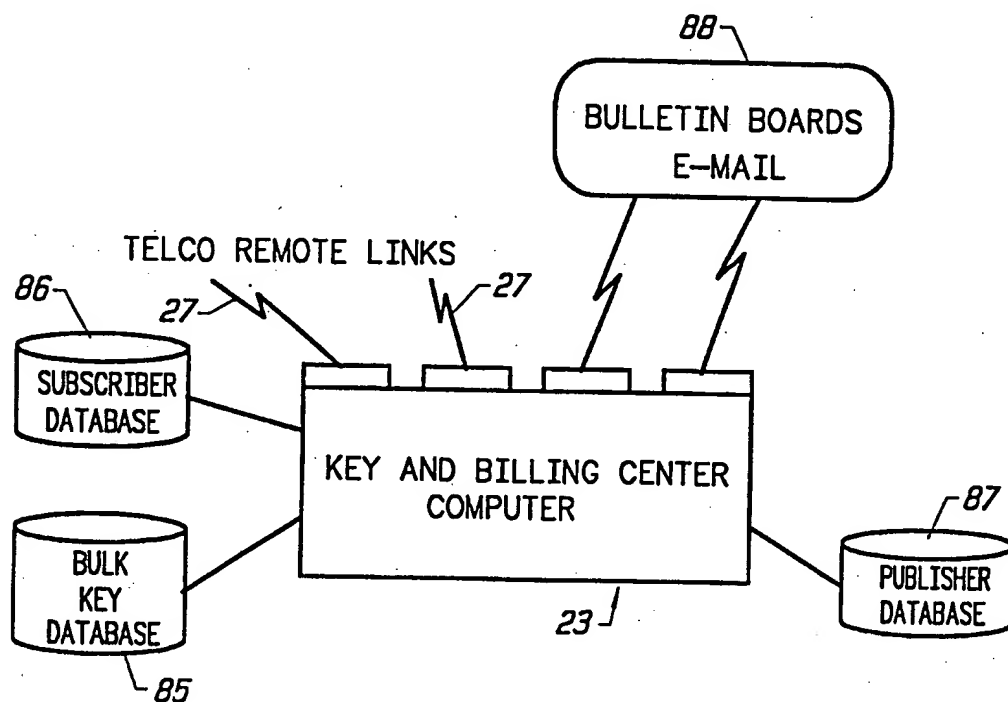 88
BULLETIN BOARDS
E-MAIL
TELCO REMOTE LINKS
86
27
27
SUBSCRIBER
DATABASE
KEY AND BILLING CENTER
COMPUTER
87
BULK
KEY
DATABASE
PUBLISHER
DATABASE
23
85